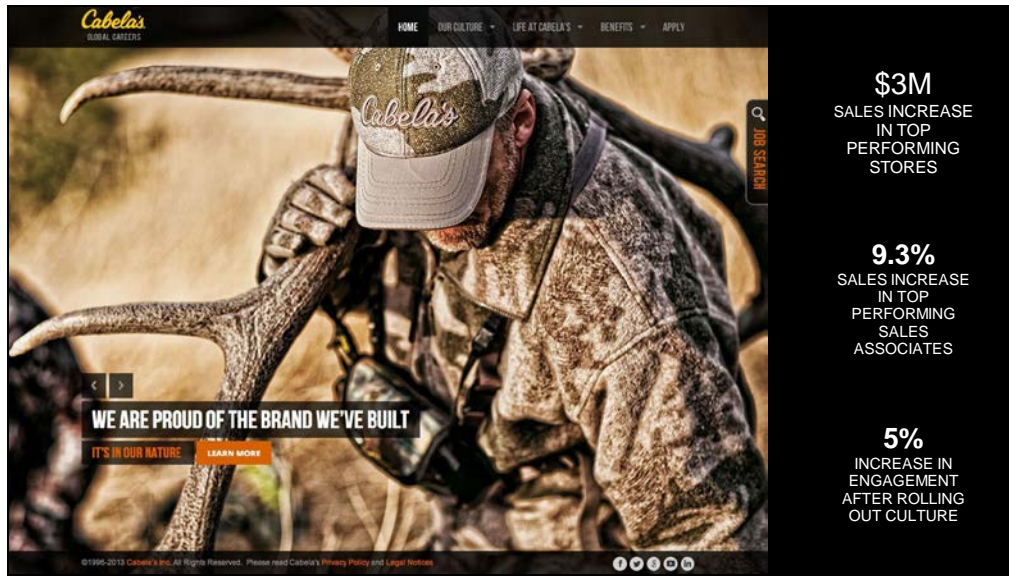 Cabela's
GLOBAL CAREERS
HOME OUR CULTURE LIFE AT CABELA'S BENEFITS APPLY
Cabela's
JOB SEARCH
WE ARE PROUD OF THE BRAND WE'VE BUILT
IT'S IN OUR NATURE LEARN MORE
©1996-2013 Cabela's Inc. All Rights Reserved. Please read Cabela's Privacy Policy and Legal Notices
$3M
SALES INCREASE
IN TOP
PERFORMING
STORES
9.3%
SALES INCREASE
IN TOP
PERFORMING
SALES
ASSOCIATES
5%
INCREASE IN
ENGAGEMENT
AFTER ROLLING
OUT CULTURE